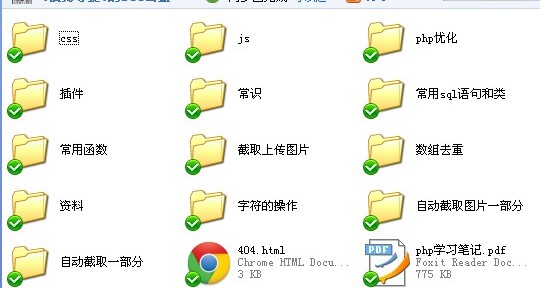 css
js
php优化
插件
常识
常用sql语句和类
常用函数
截取上传图片
数组去重
资料
字符的操作
自动截取图片一部分
自动截取一部分
404.html
Chrome HTML Docu...
3 KB
php学习笔记.pdf
Foxit Reader Doc...
775 KB